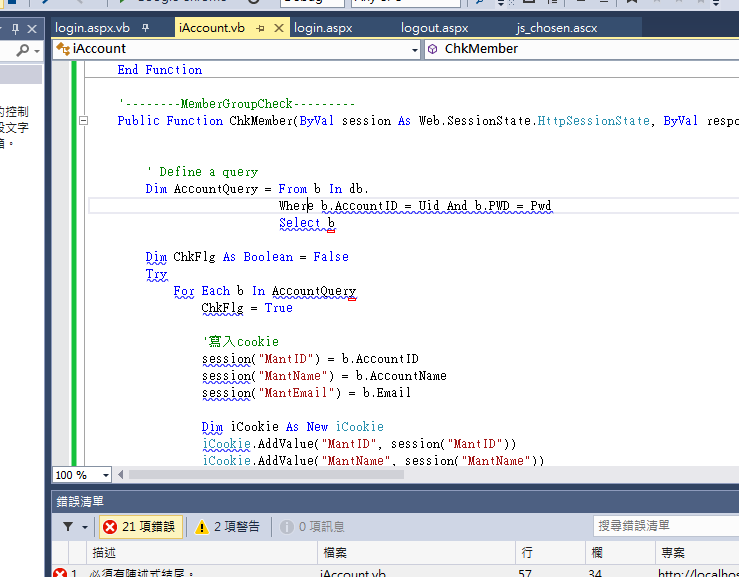 login.aspx.vb iAccount.vb login.aspx logout.aspx js_chosen.ascx
iAccount ChkMember
End Function
'--------MemberGroupCheck---------
Public Function ChkMember(ByVal session As Web.SessionState.HttpSessionState, ByVal respo
' Define a query
Dim AccountQuery = From b In db.
Where b.AccountID = Uid And b.PWD = Pwd
Select b
Dim ChkFlg As Boolean = False
Try
For Each b In AccountQuery
ChkFlg = True
'寫入cookie
session("MantID") = b.AccountID
session("MantName") = b.AccountName
session("MantEmail") = b.Email
Dim iCookie As New iCookie
iCookie.AddValue("MantID", session("MantID"))
iCookie.AddValue("MantName", session("MantName"))
的控制
文字
。
100 %
錯誤清單
21 項錯誤 2 項警告 0 項訊息 搜尋錯誤清單
描述 檔案 行 欄 專案
1 必須有陳述式結尾。 iAccount.vb 57 34 http://localhos